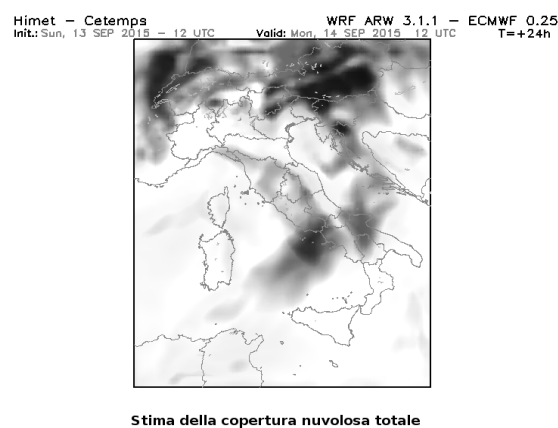 Himet – Cetemps WRF ARW 3.1.1 – ECMWF 0.25
Init.: Sun, 13 SEP 2015 – 12 UTC Valid: Mon, 14 SEP 2015 12 UTC T=+24h
Stima della copertura nuvolosa totale